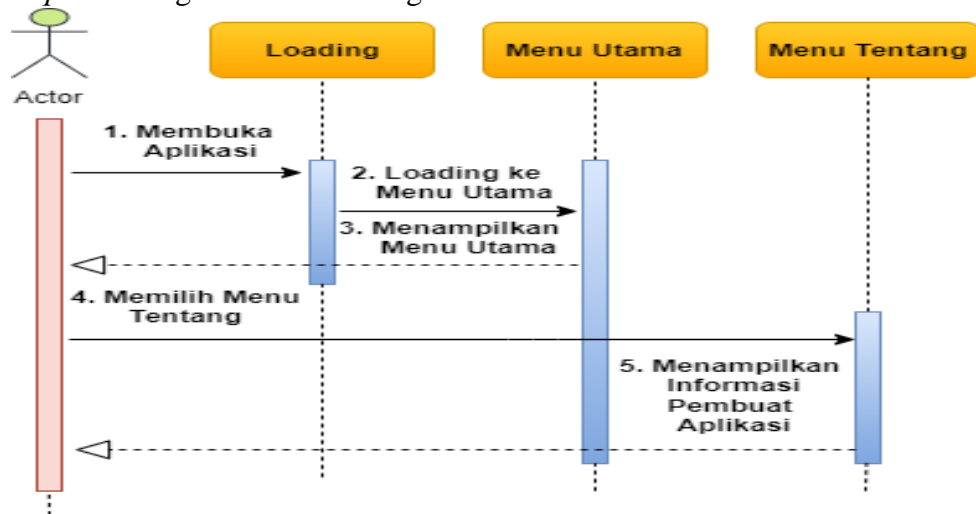 Loading
Menu Utama
Menu Tentang
Actor
1. Membuka
Aplikasi
2. Loading ke
Menu Utama
3. Menampilkan
Menu Utama
4. Memilih Menu
Tentang
5. Menampilkan
Informasi
Pembuat
Aplikasi